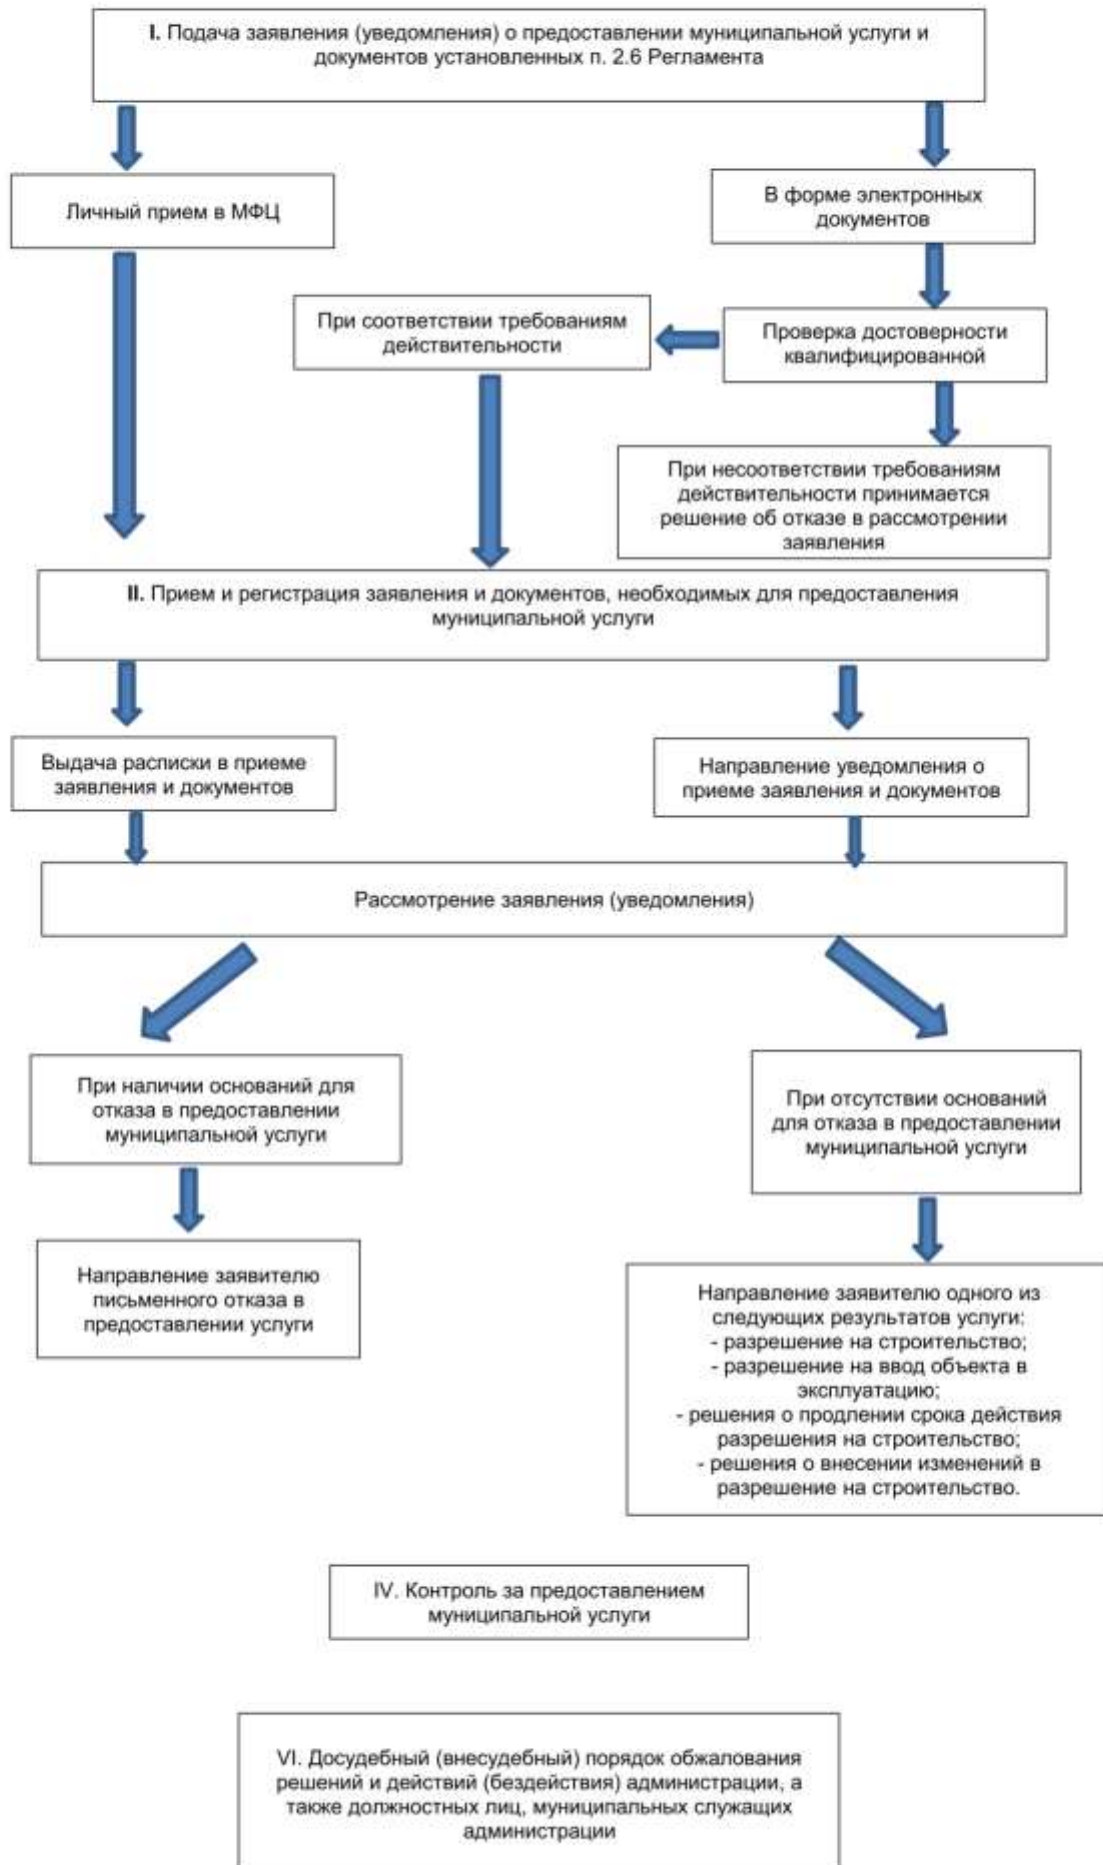 I. Подача заявления (уведомления) о предоставлении муниципальной услуги и
документов установленных п. 2.6 Регламента
Личный прием в МФЦ
В форме электронных
документов
При соответствии требованиям
действительности
Проверка достоверности
квалифицированной
При несоответствии требованиям
действительности принимается
решение об отказе в рассмотрении
заявления
II. Прием и регистрация заявления и документов, необходимых для предоставления
муниципальной услуги
Выдача расписки в приеме
заявления и документов
Направление уведомления о
приеме заявления и документов
Рассмотрение заявления (уведомления)
При наличии оснований для
отказа в предоставлении
муниципальной услуги
При отсутствии оснований
для отказа в предоставлении
муниципальной услуги
Направление заявителю
письменного отказа в
предоставлении услуги
Направление заявителю одного из
следующих результатов услуги:
- разрешение на строительство;
- разрешение на ввод объекта в
эксплуатацию;
- решения о продлении срока действия
разрешения на строительство;
- решения о внесении изменений в
разрешение на строительство.
IV. Контроль за предоставлением
муниципальной услуги
VI. Досудебный (внесудебный) порядок обжалования
решений и действий (бездействия) администрации, а
также должностных лиц, муниципальных служащих
администрации